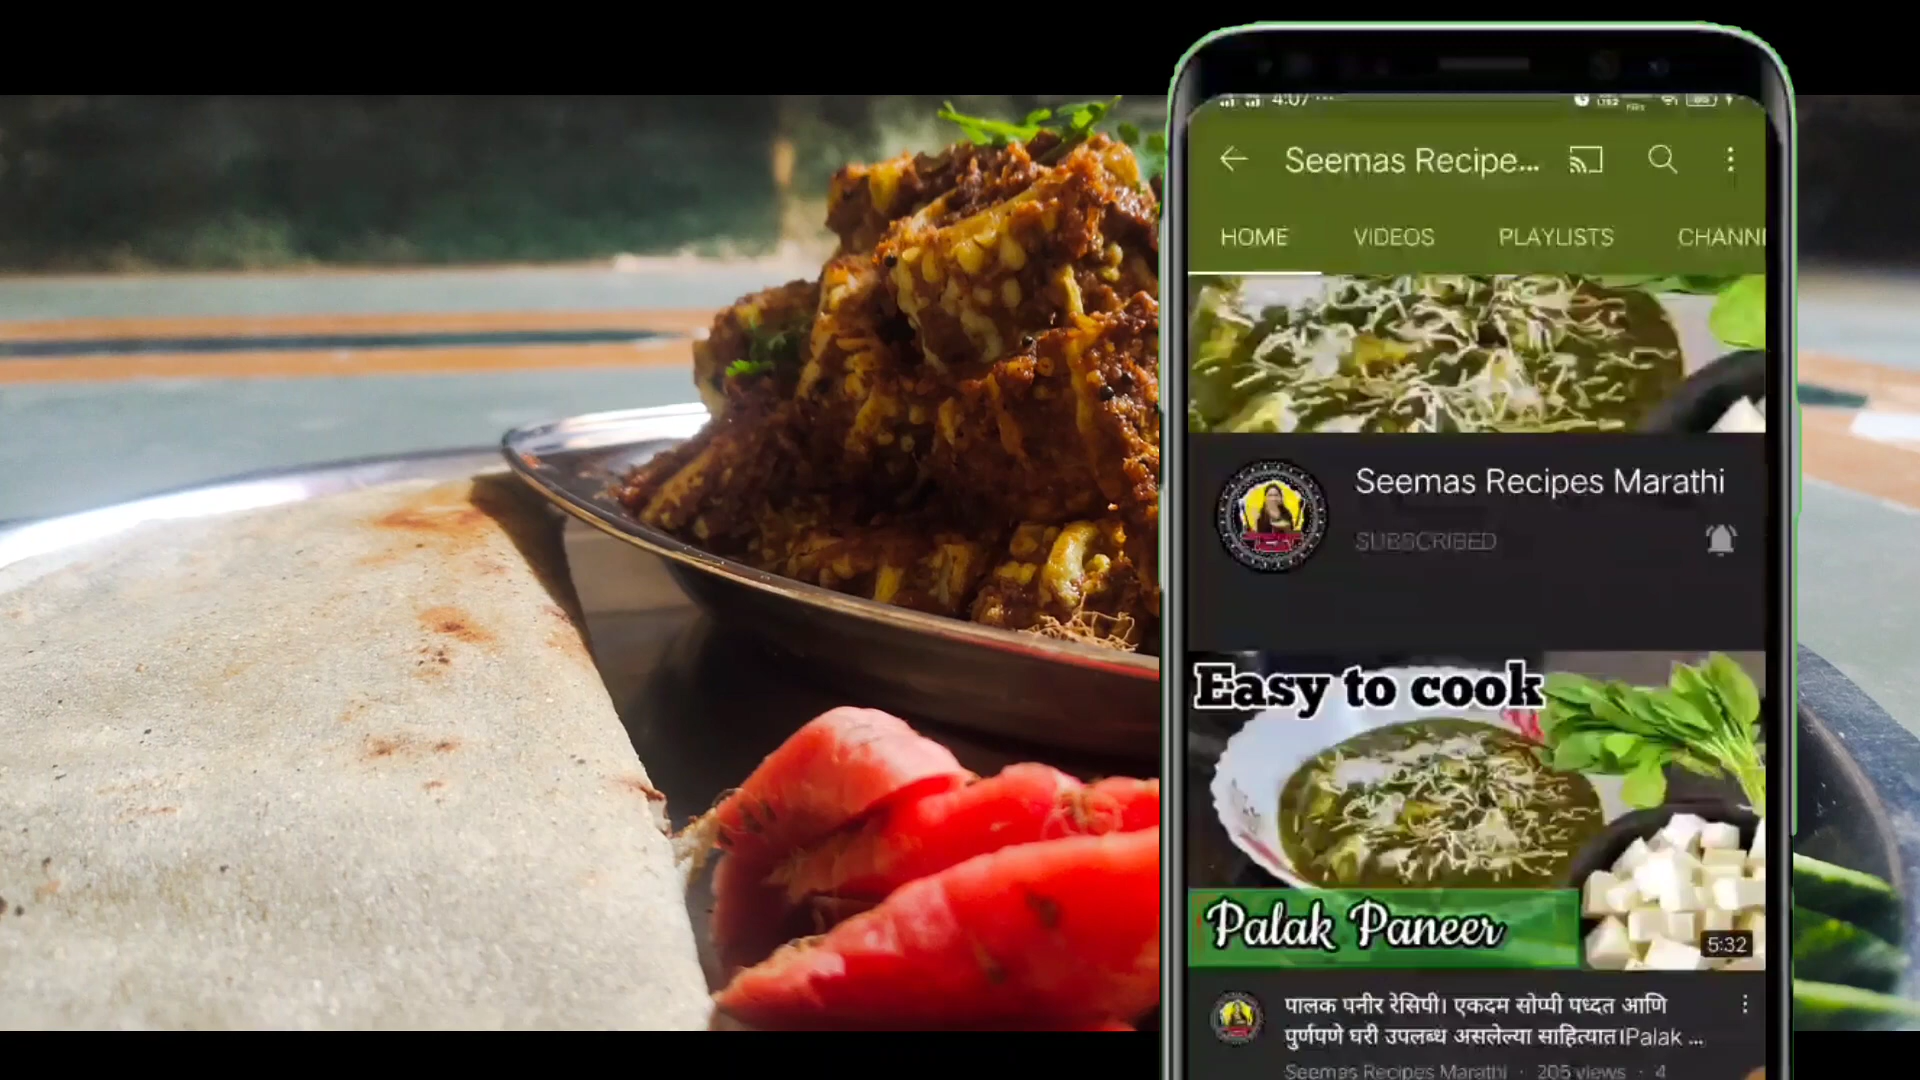 4:07
Seemas Recipe...
HOME VIDEOS PLAYLISTS CHANNE
Seemas Recipes Marathi
SUBSCRIBED
Easy to cook
Palak Paneer
5:32
पालक पनीर रेसिपी। एकदम सोप्पी पध्दत आणि
पुर्णपणे घरी उपलब्ध असलेल्या साहित्यात।Palak ...
Seemas Recipes Marathi · 205 views · 4